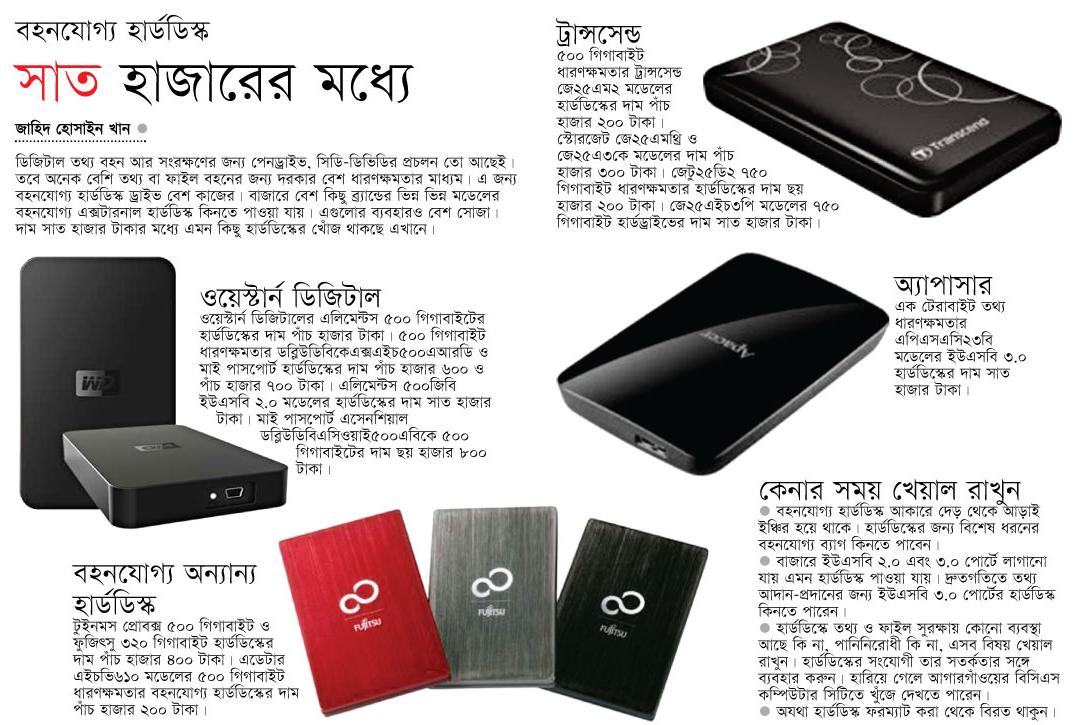 বহনযোগ্য হার্ডডিস্ক
সাত হাজারের মধ্যে
জাহিদ হোসাইন খান ●
ডিজিটাল তথ্য বহন আর সংরক্ষণের জন্য পেনড্রাইভ, সিডি-ডিভিডির প্রচলন তো আছেই।
তবে অনেক বেশি তথ্য বা ফাইল বহনের জন্য দরকার বেশ ধারণক্ষমতার মাধ্যম। এ জন্য
বহনযোগ্য হার্ডডিস্ক ড্রাইভ বেশ কাজের। বাজারে বেশ কিছু ব্র্যান্ডের ভিন্ন ভিন্ন মডেলের
বহনযোগ্য এক্সটারনাল হার্ডডিস্ক কিনতে পাওয়া যায়। এগুলোর ব্যবহারও বেশ সোজা।
দাম সাত হাজার টাকার মধ্যে এমন কিছু হার্ডডিস্কের খোঁজ থাকছে এখানে।
ট্রান্সসেন্ড
৫০০ গিগাবাইট
ধারণক্ষমতার ট্রান্সসেন্ড
জে২৫এম২ মডেলের
হার্ডডিস্কের দাম পাঁচ
হাজার ২০০ টাকা।
স্টোরজেট জে২৫এমথ্রি ও
জে২৫এ৩কে মডেলের দাম পাঁচ
হাজার ৩০০ টাকা। জেটু২৫ডি২ ৭৫০
গিগাবাইট ধারণক্ষমতার হার্ডডিস্কের দাম ছয়
হাজার ২০০ টাকা। জে২৫এইচ৩পি মডেলের ৭৫০
গিগাবাইট হার্ডড্রাইভের দাম সাত হাজার টাকা।
Transcend
ওয়েস্টার্ন ডিজিটাল
ওয়েস্টার্ন ডিজিটালের এলিমেন্টস ৫০০ গিগাবাইটের
হার্ডডিস্কের দাম পাঁচ হাজার টাকা। ৫০০ গিগাবাইট
ধারণক্ষমতার ডব্লিউডিবিকেএক্সএইচ৫০০এআরডি ও
মাই পাসপোর্ট হার্ডডিস্কের দাম পাঁচ হাজার ৬০০ ও
পাঁচ হাজার ৭০০ টাকা। এলিমেন্টস ৫০০জিবি
ইউএসবি ২.০ মডেলের হার্ডডিস্কের দাম সাত হাজার
টাকা। মাই পাসপোর্ট এসেনশিয়াল
ডব্লিউডিবিএসিওয়াই৫০০এবিকে ৫০০
গিগাবাইটের দাম ছয় হাজার ৮০০
টাকা।
WD
WD
Apacer
অ্যাপাসার
এক টেরাবাইট তথ্য
ধারণক্ষমতার
এপিএসএসি২৩বি
মডেলের ইউএসবি ৩.০
হার্ডডিস্কের দাম সাত
হাজার টাকা।
বহনযোগ্য অন্যান্য
হার্ডডিস্ক
টুইনমস প্রোবক্স ৫০০ গিগাবাইট ও
ফুজিৎসু ৩২০ গিগাবাইট হার্ডডিস্কের
দাম পাঁচ হাজার ৪০০ টাকা। এডেটার
এইচভি৬১০ মডেলের ৫০০ গিগাবাইট
ধারণক্ষমতার বহনযোগ্য হার্ডডিস্কের দাম
পাঁচ হাজার ২০০ টাকা।
FUJITSU
FUJITSU
FUJITSU
কেনার সময় খেয়াল রাখুন
● বহনযোগ্য হার্ডডিস্ক আকারে দেড় থেকে আড়াই
ইঞ্চির হয়ে থাকে। হার্ডডিস্কের জন্য বিশেষ ধরনের
বহনযোগ্য ব্যাগ কিনতে পাবেন।
● বাজারে ইউএসবি ২.০ এবং ৩.০ পোর্টে লাগানো
যায় এমন হার্ডডিস্ক পাওয়া যায়। দ্রুতগতিতে তথ্য
আদান-প্রদানের জন্য ইউএসবি ৩.০ পোর্টের হার্ডডিস্ক
কিনতে পারেন।
● হার্ডডিস্কে তথ্য ও ফাইল সুরক্ষায় কোনো ব্যবস্থা
আছে কি না, পানিনিরোধী কি না, এসব বিষয় খেয়াল
রাখুন। হার্ডডিস্কের সংযোগী তার সতর্কতার সঙ্গে
ব্যবহার করুন। হারিয়ে গেলে আগারগাঁওয়ের বিসিএস
কম্পিউটার সিটিতে খুঁজে দেখতে পারেন।
● অযথা হার্ডডিস্ক ফরম্যাট করা থেকে বিরত থাকুন।